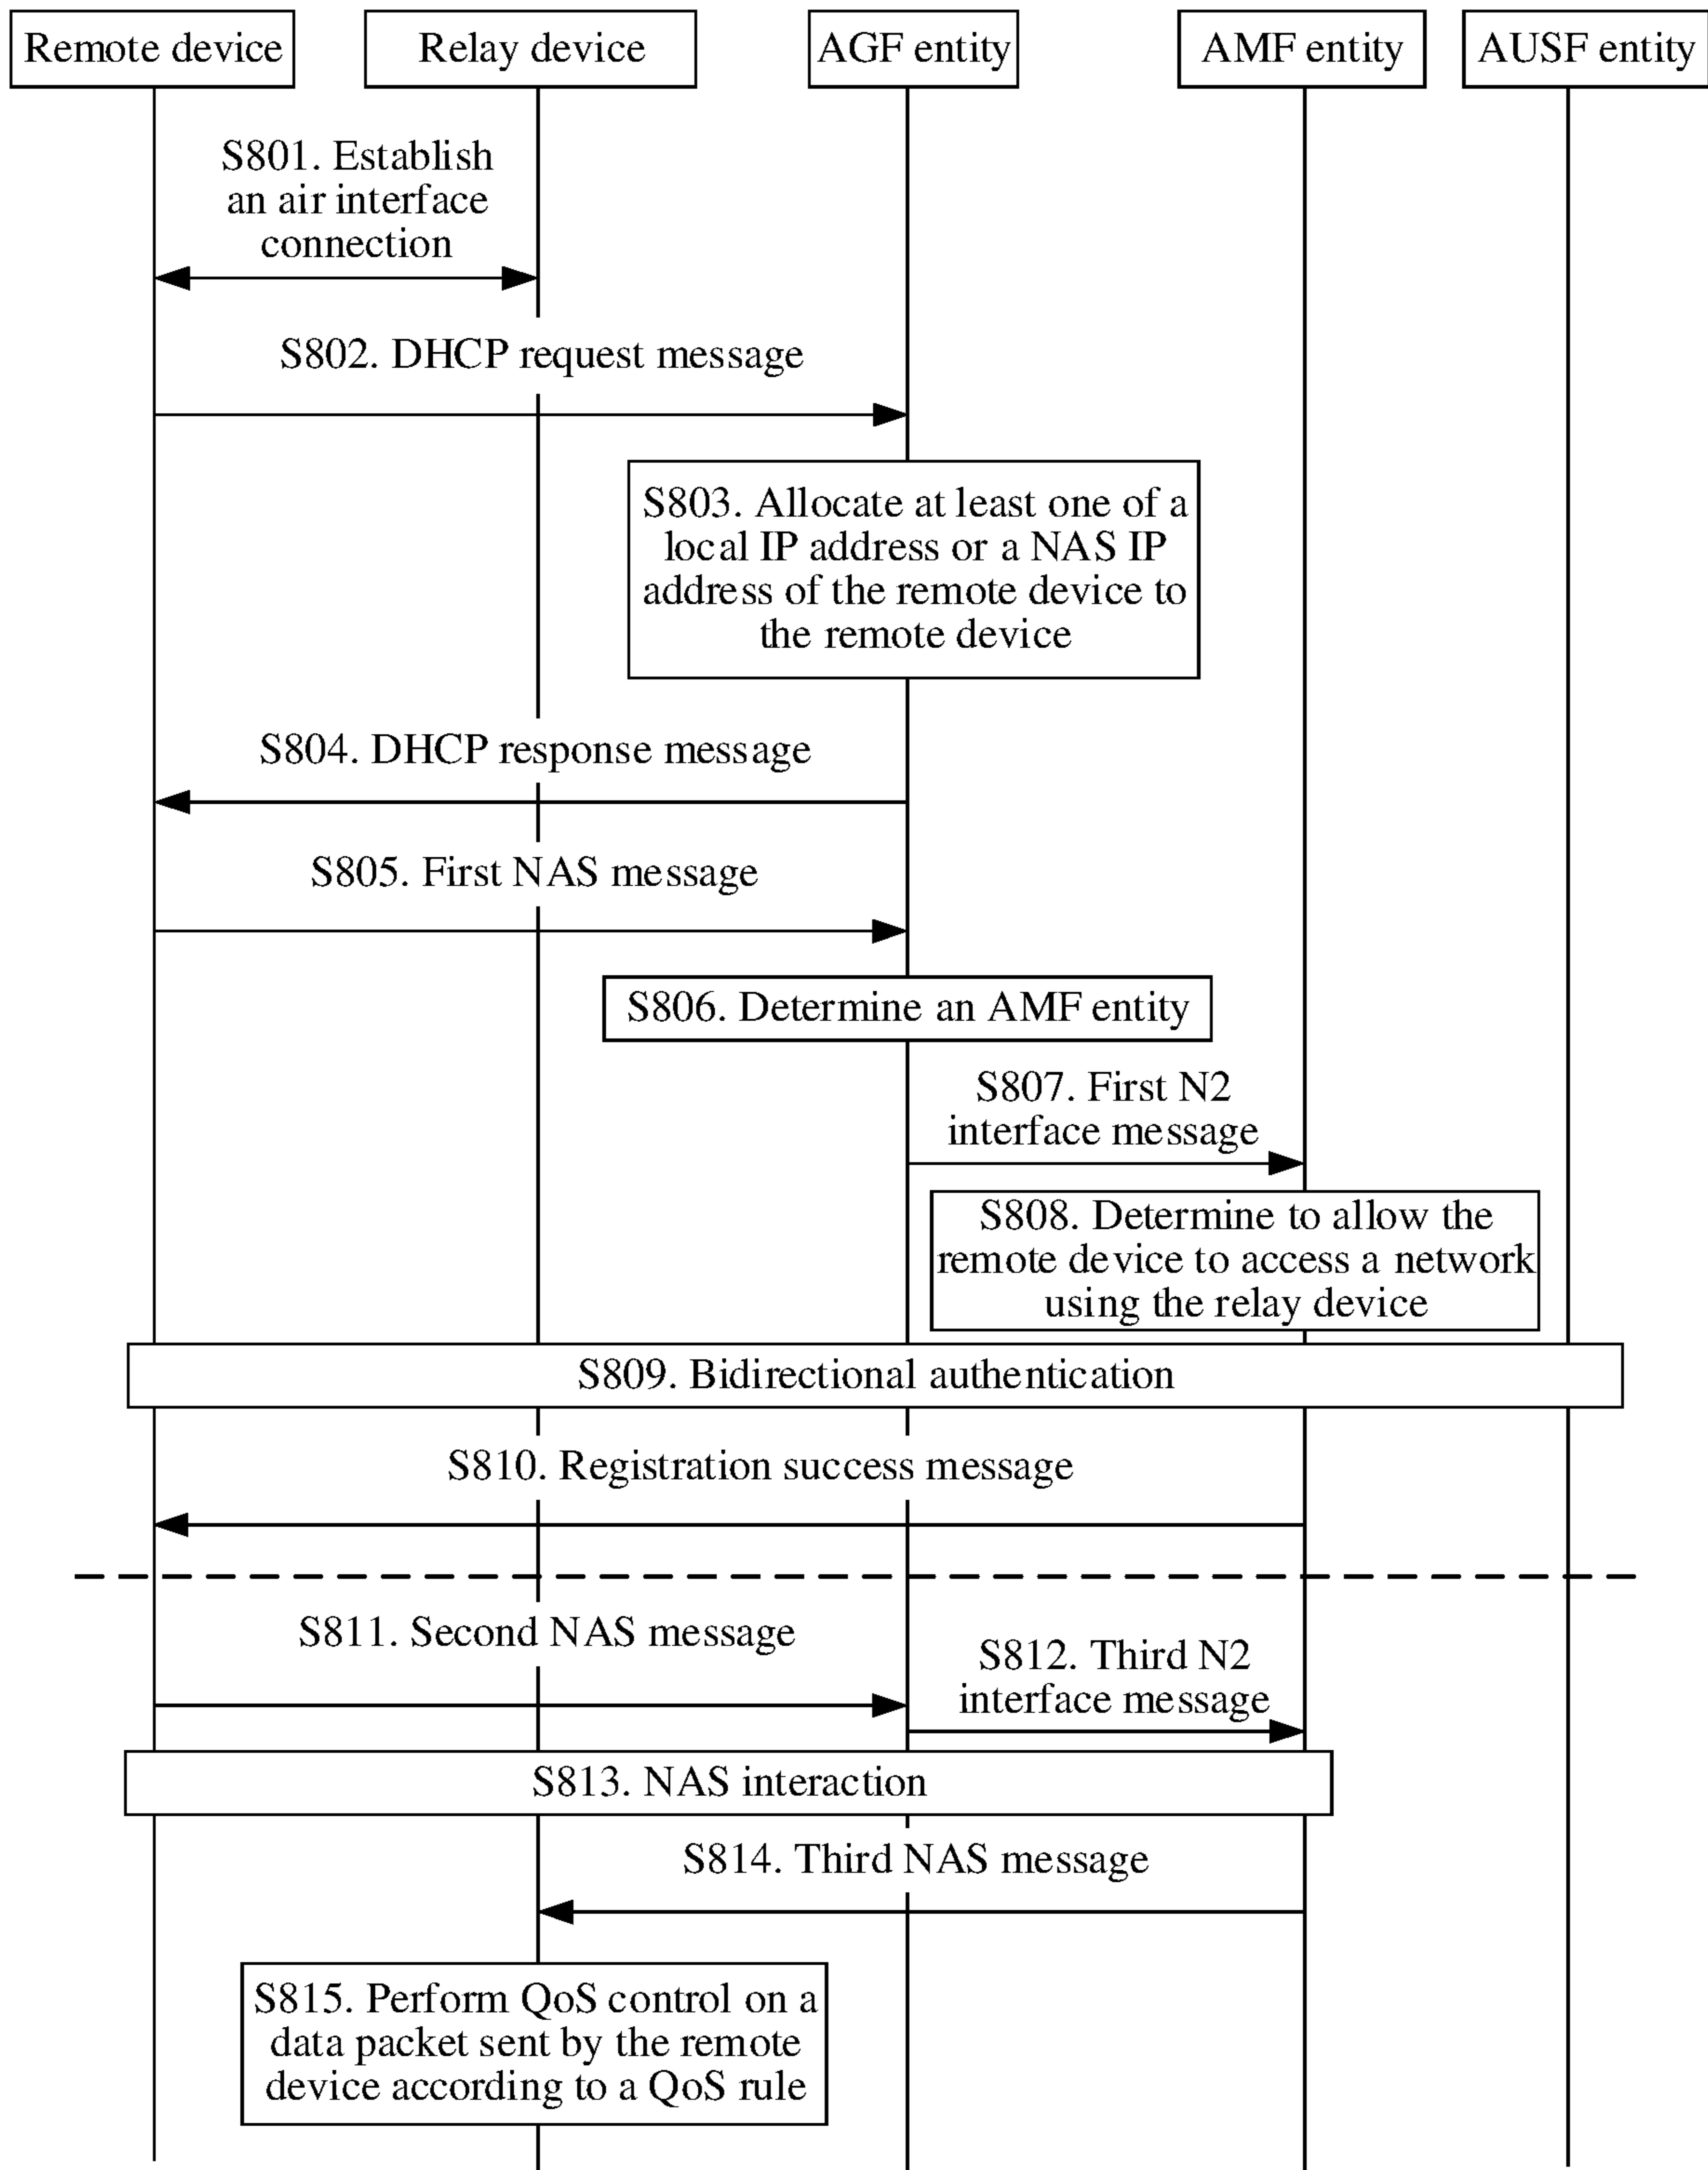 Remote device
Relay device
AGF entity
AMF entity
AUSF entity
S801. Establish
an air interface
connection
S802. DHCP request message
S803. Allocate at least one of a
local IP address or a NAS IP
address of the remote device to
the remote device
S804. DHCP response message
S805. First NAS message
S806. Determine an AMF entity
S807. First N2
interface message
S808. Determine to allow the
remote device to access a network
using the relay device
S809. Bidirectional authentication
S810. Registration success message
S811. Second NAS message
S812. Third N2
interface message
S813. NAS interaction
S814. Third NAS message
S815. Perform QoS control on a
data packet sent by the remote
device according to a QoS rule